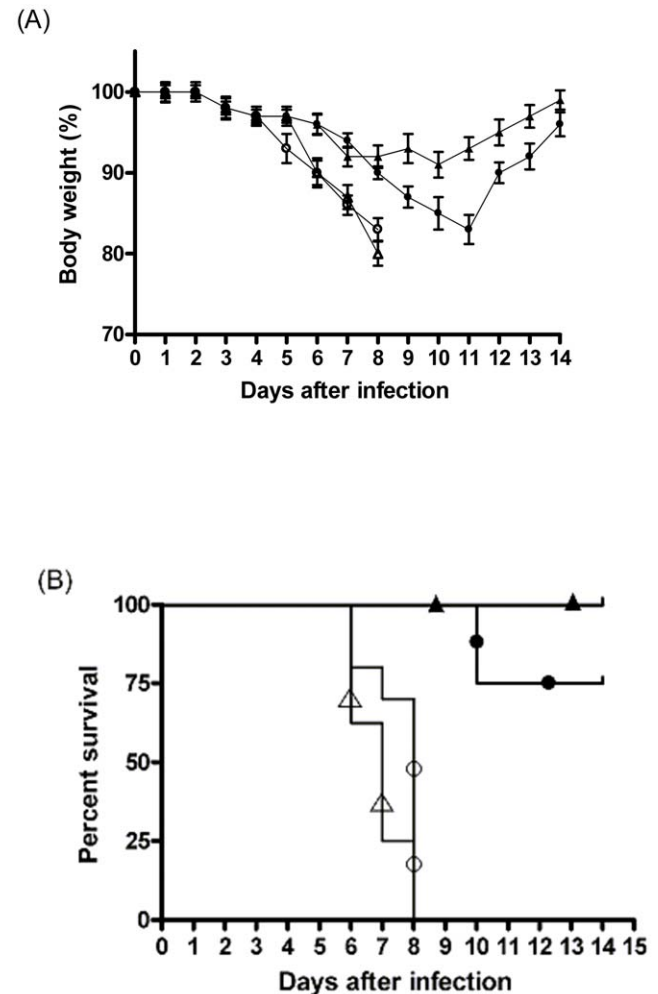 (A)
Body weight (%)
100
90
80
70
0 1 2 3 4 5 6 7 8 9 10 11 12 13 14
Days after infection
(B)
Percent survival
100
75
50
25
0
0 1 2 3 4 5 6 7 8 9 10 11 12 13 14 15
Days after infection